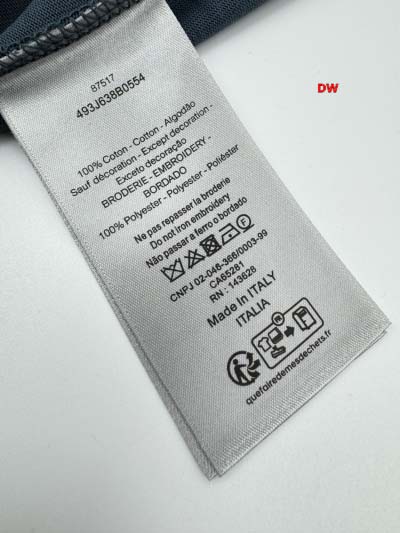 DW
87517
493J638B0554
100% Coton - Cotton - Algodão
Sauf décoration - Except decoration -
Exceto decoração
BRODERIE - EMBROIDERY -
BORDADO
100% Polyester - Polyester - Poliéster
Ne pas repasser la broderie
Do not iron embroidery
Não passar a ferro o bordado
CNPJ 02-046-366/0003-99
CA65281
RN : 143628
Made In ITALY
ITALIA
quefairedemesdechets.fr